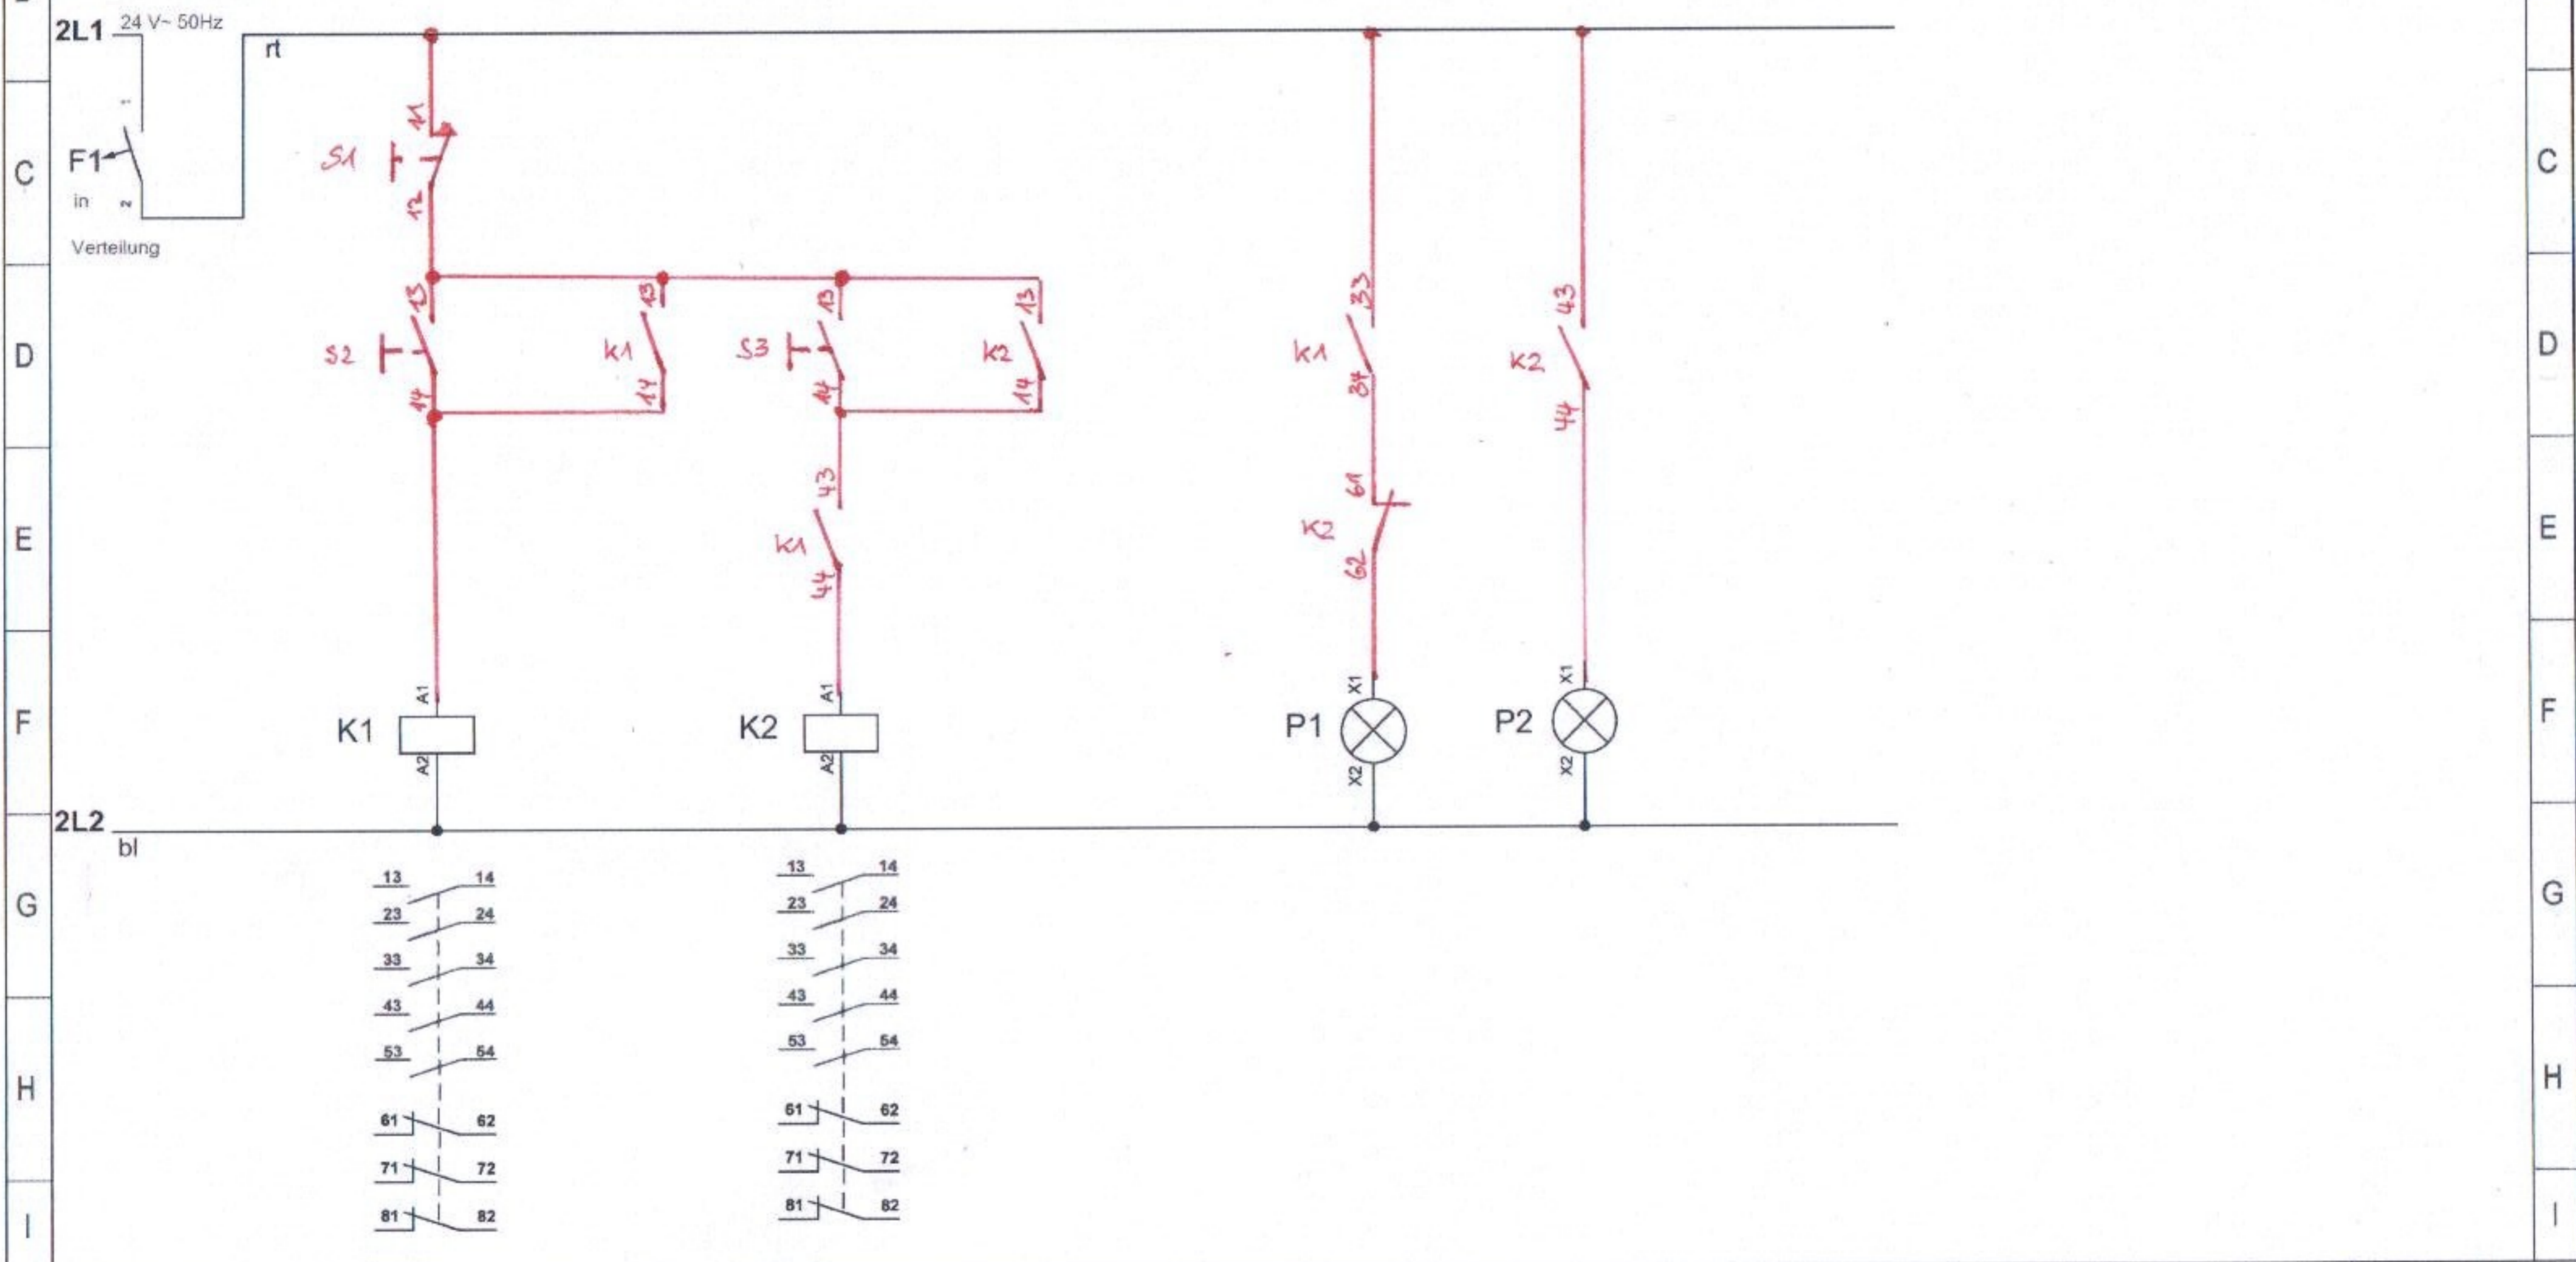 2L1 24 V~ 50Hz
rt
F1
1
2
in
Verteilung
C
C
11
S1
12
D
D
13
S2
14
13
K1
14
13
S3
14
13
K2
14
33
K1
34
43
K2
44
E
E
43
K1
44
61
K2
62
F
F
A1
K1
A2
A1
K2
A2
X1
P1
X2
X1
P2
X2
2L2
bl
G
G
13 14
23 24
33 34
43 44
53 54
61 62
71 72
81 82
13 14
23 24
33 34
43 44
53 54
61 62
71 72
81 82
H
H
I
I